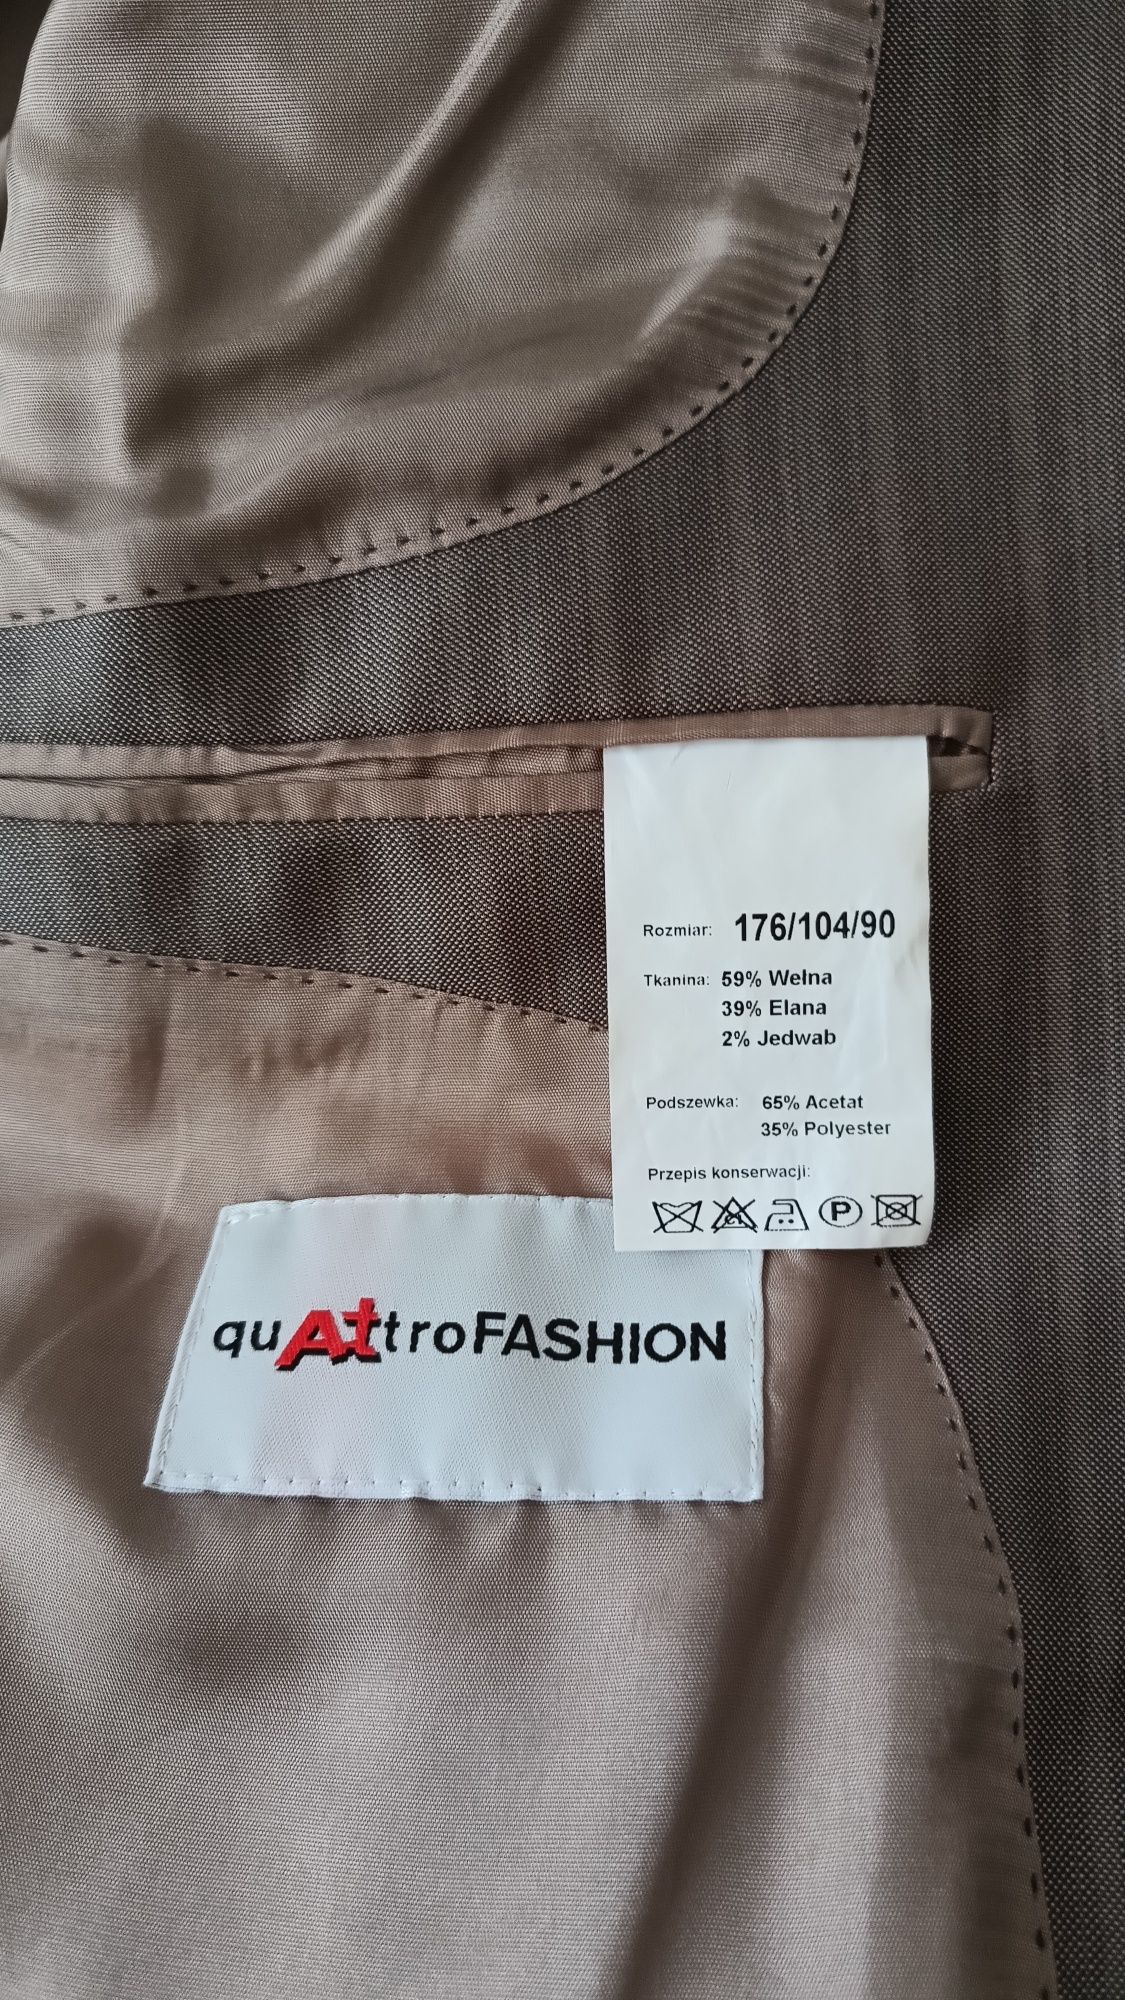 Rozmiar: 176/104/90
Tkanina: 59% Wełna
39% Elana
2% Jedwab
Podszewka: 65% Acetat
35% Polyester
Przepis konserwacji:
CL P
quAttroFASHION